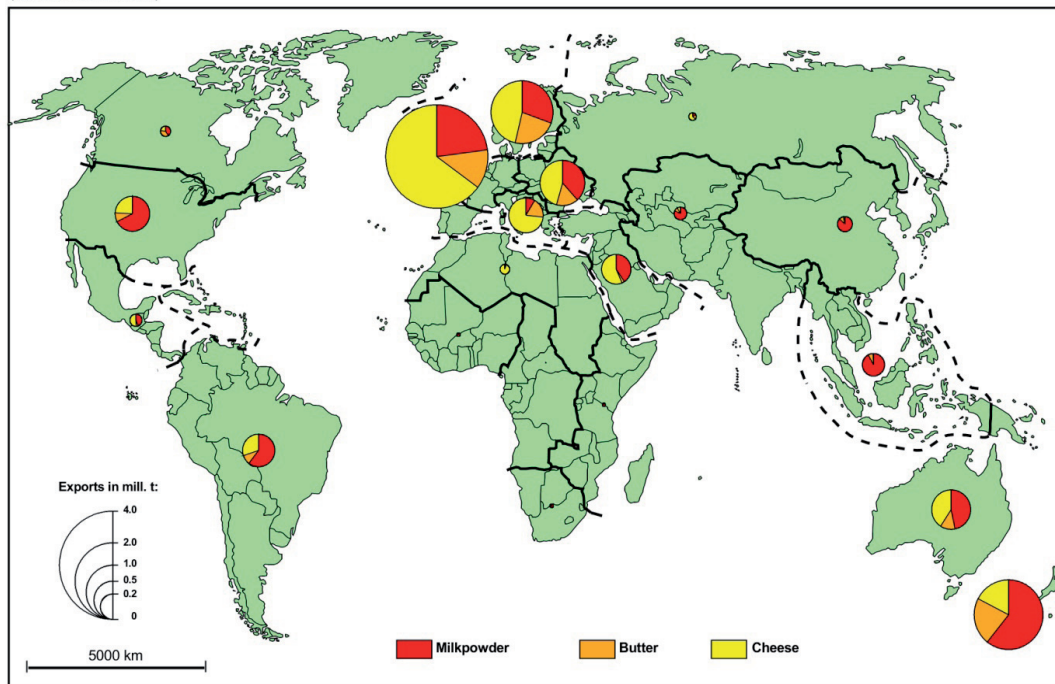 Exports in mill. t:
4.0
2.0
1.0
0.5
0.2
0
5000 km
Milkpowder
Butter
Cheese